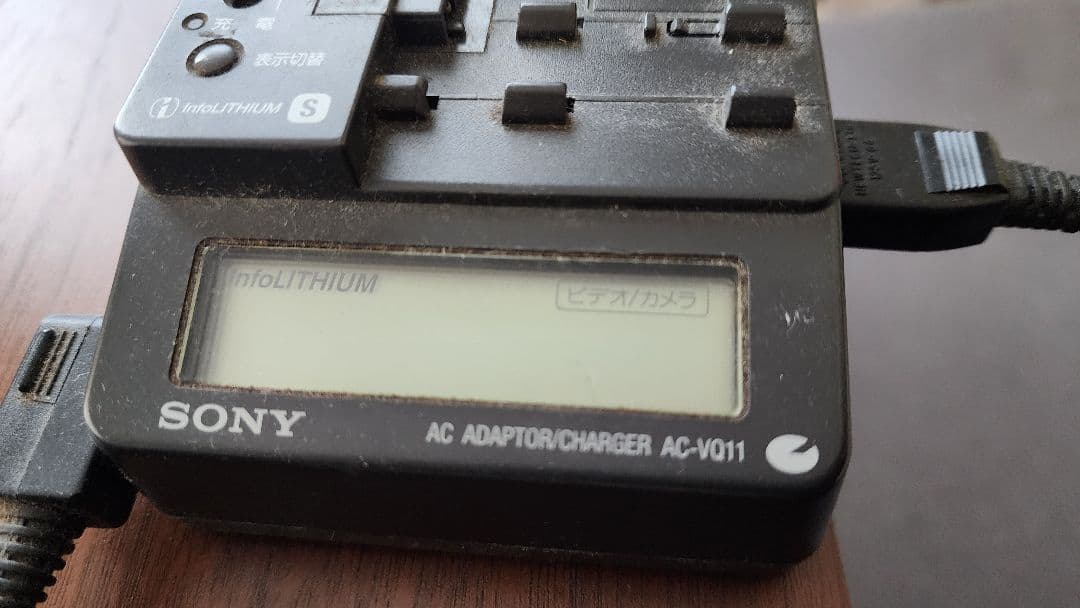 充電
表示切替
InfoLITHIUM S
InfoLITHIUM
ビデオ/カメラ
SONY
AC ADAPTOR/CHARGER AC-VQ11